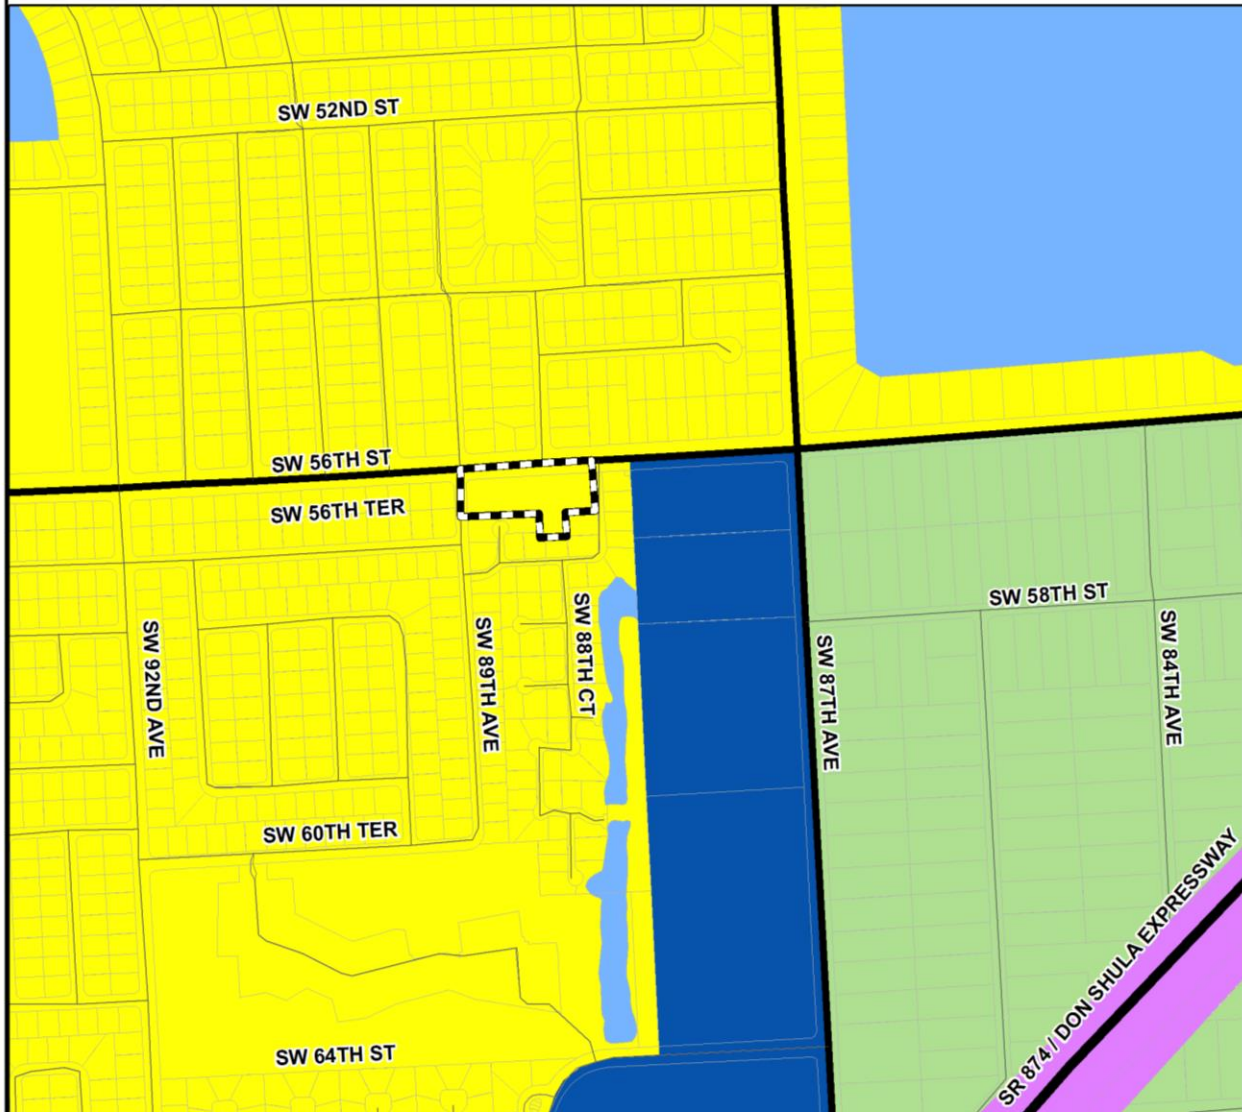 SW 52ND ST
SW 56TH ST
SW 56TH TER
SW 58TH ST
SW 92ND AVE
SW 89TH AVE
SW 88TH CT
SW 87TH AVE
SW 84TH AVE
SW 60TH TER
SR 874 / DON SHULA EXPRESSWAY
SW 64TH ST